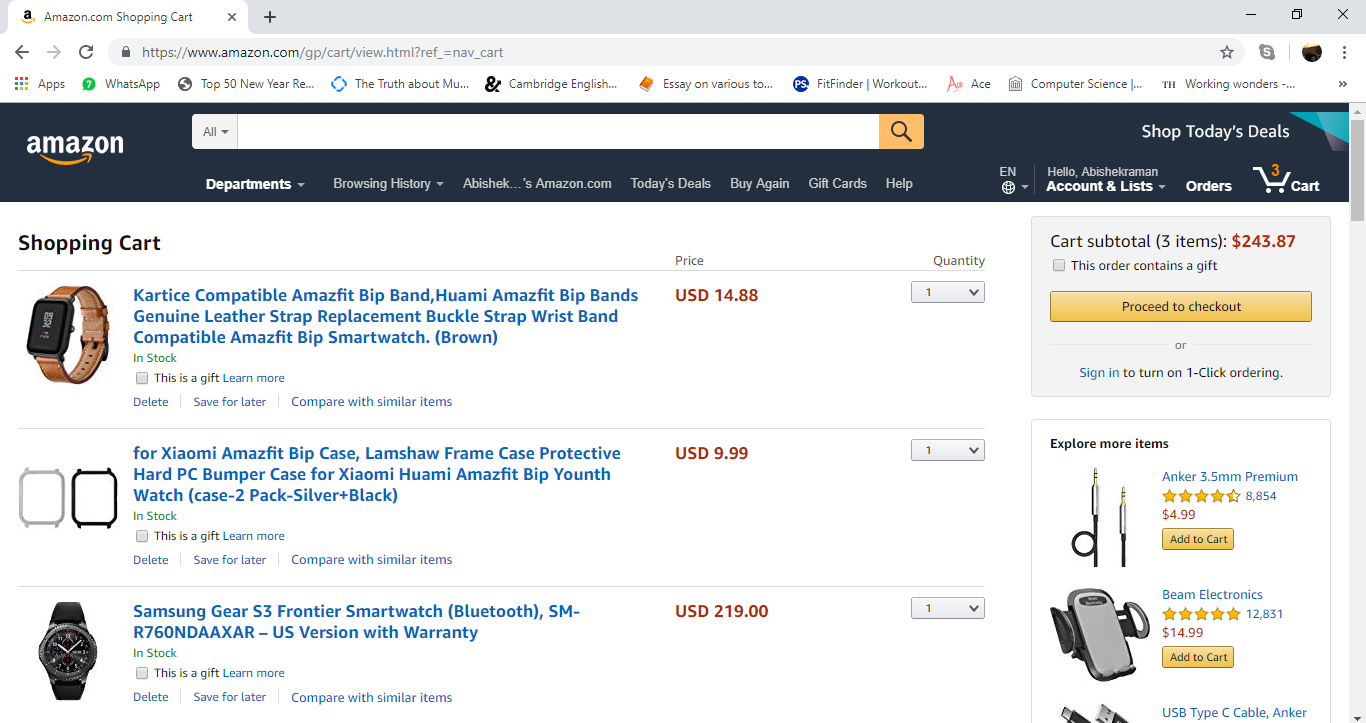 Amazon.com Shopping Cart
https://www.amazon.com/gp/cart/view.html?ref_=nav_cart
Apps
WhatsApp
Top 50 New Year Re...
The Truth about Mu...
Cambridge English...
Essay on various to...
PS
FitFinder | Workout...
Ace
Computer Science |...
TH
Working wonders -...
»
amazon
All
Shop Today's Deals
Departments
Browsing History
Abishek...'s Amazon.com
Today's Deals
Buy Again
Gift Cards
Help
EN
Hello, Abishekraman
Account & Lists
Orders
3
Cart
Shopping Cart
Price
Quantity
Kartice Compatible Amazfit Bip Band,Huami Amazfit Bip Bands
Genuine Leather Strap Replacement Buckle Strap Wrist Band
Compatible Amazfit Bip Smartwatch. (Brown)
USD 14.88
1
In Stock
This is a gift Learn more
Delete
Save for later
Compare with similar items
for Xiaomi Amazfit Bip Case, Lamshaw Frame Case Protective
Hard PC Bumper Case for Xiaomi Huami Amazfit Bip Younth
Watch (case-2 Pack-Silver+Black)
USD 9.99
1
In Stock
This is a gift Learn more
Delete
Save for later
Compare with similar items
Samsung Gear S3 Frontier Smartwatch (Bluetooth), SM-
R760NDAAXAR – US Version with Warranty
USD 219.00
1
In Stock
This is a gift Learn more
Delete
Save for later
Compare with similar items
Cart subtotal (3 items): $243.87
This order contains a gift
Proceed to checkout
or
Sign in to turn on 1-Click ordering.
Explore more items
Anker 3.5mm Premium
8,854
$4.99
Add to Cart
Beam Electronics
12,831
$14.99
Add to Cart
USB Type C Cable, Anker